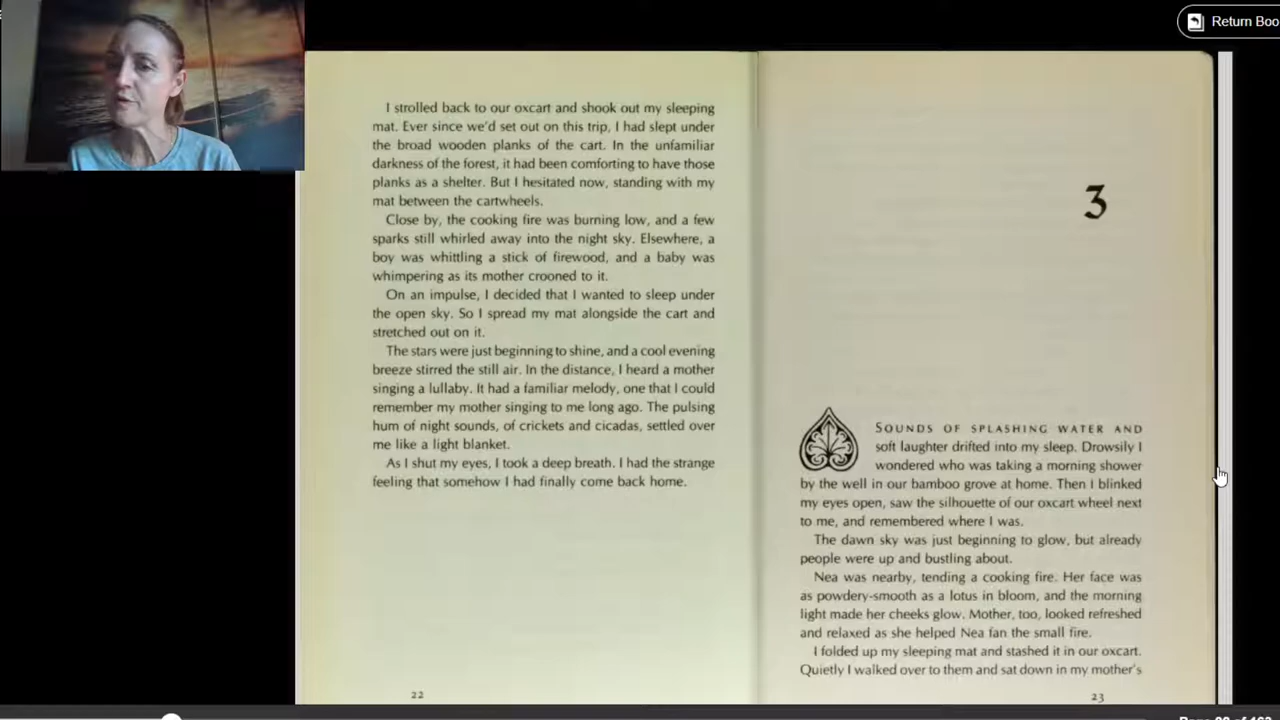 Return Boo
I strolled back to our oxcart and shook out my sleeping
mat. Ever since we'd set out on this trip, I had slept under
the broad wooden planks of the cart. In the unfamiliar
darkness of the forest, it had been comforting to have those
planks as a shelter. But I hesitated now, standing with my
mat between the cartwheels.
Close by, the cooking fire was burning low, and a few
sparks still whirled away into the night sky. Elsewhere, a
boy was whittling a stick of firewood, and a baby was
whimpering as its mother crooned to it.
On an impulse, I decided that I wanted to sleep under
the open sky. So I spread my mat alongside the cart and
stretched out on it.
The stars were just beginning to shine, and a cool evening
breeze stirred the still air. In the distance, I heard a mother
singing a lullaby. It had a familiar melody, one that I could
remember my mother singing to me long ago. The pulsing
hum of night sounds, of crickets and cicadas, settled over
me like a light blanket.
As I shut my eyes, I took a deep breath. I had the strange
feeling that somehow I had finally come back home.
22
3
SOUNDS OF SPLASHING WATER AND
soft laughter drifted into my sleep. Drowsily I
wondered who was taking a morning shower
by the well in our bamboo grove at home. Then I blinked
my eyes open, saw the silhouette of our oxcart wheel next
to me, and remembered where I was.
The dawn sky was just beginning to glow, but already
people were up and bustling about.
Nea was nearby, tending a cooking fire. Her face was
as powdery-smooth as a lotus in bloom, and the morning
light made her cheeks glow. Mother, too, looked refreshed
and relaxed as she helped Nea fan the small fire.
I folded up my sleeping mat and stashed it in our oxcart.
Quietly I walked over to them and sat down in my mother's
23